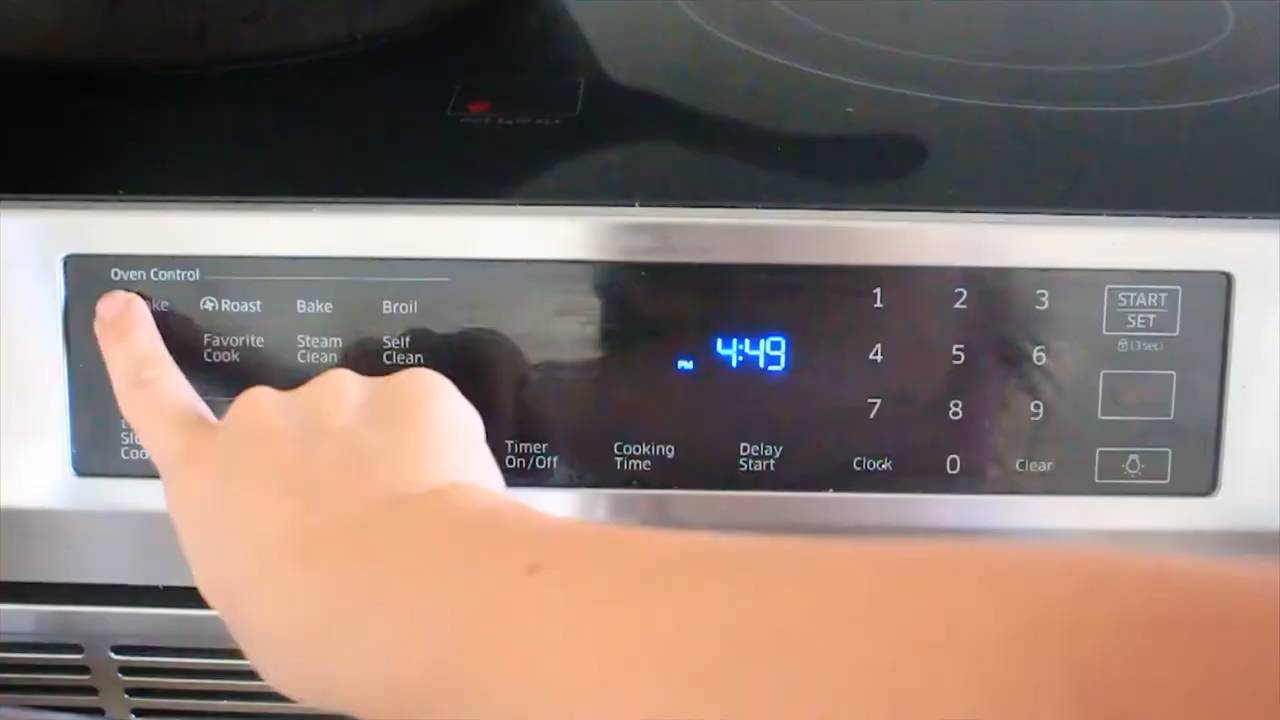 Oven Control
Roast Bake Broil
Favorite Steam Self
Cook Clean Clean
PM 4:49
Timer Cooking Delay
On/Off Time Start
1 2 3
4 5 6
7 8 9
Clock 0 Clear
START
SET
(3 sec)